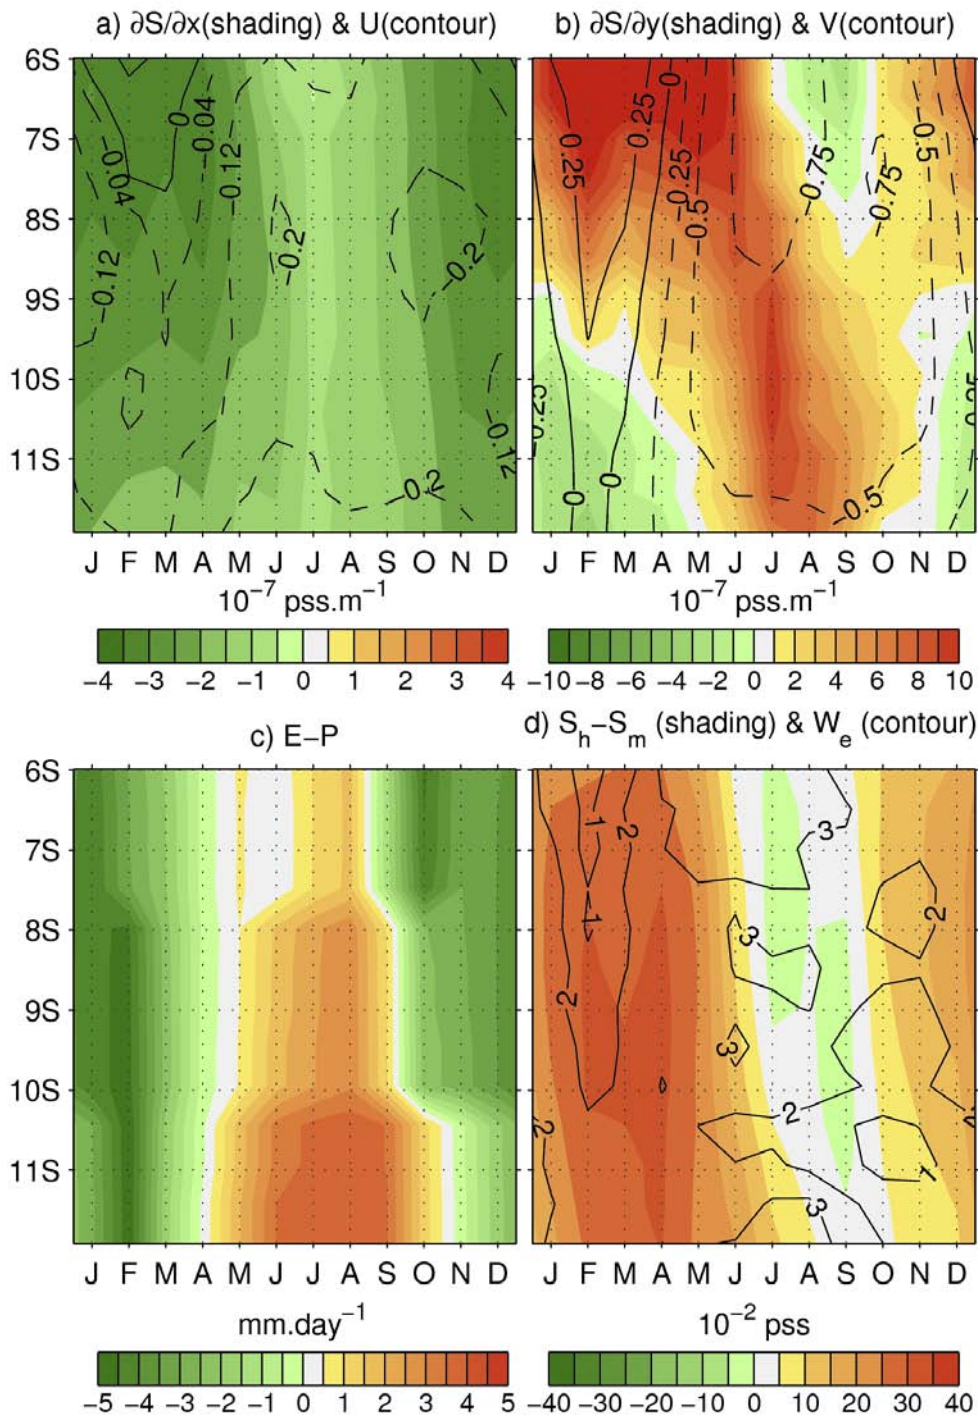 a) ∂S/∂x(shading) & U(contour)
6S
7S
8S
9S
10S
11S
0
−0.04
−0.04
−0.12
−0.12
−0.2
−0.2
−0.2
0.12
J F M A M J J A S O N D
10−7 pss.m−1
−4 −3 −2 −1 0 1 2 3 4
b) ∂S/∂y(shading) & V(contour)
0
0.25
0.25
−0.25
−0.5
−0.75
−0.75
−0.5
−0.25
0
0
−0.5
J F M A M J J A S O N D
10−7 pss.m−1
−10 −8 −6 −4 −2 0 2 4 6 8 10
c) E−P
6S
7S
8S
9S
10S
11S
J F M A M J J A S O N D
mm.day−1
−5 −4 −3 −2 −1 0 1 2 3 4 5
d) Sh−Sm (shading) & We (contour)
1
2
3
1
3
2
2
3
2
2
1
3
J F M A M J J A S O N D
10−2 pss
−40 −30 −20 −10 0 10 20 30 40